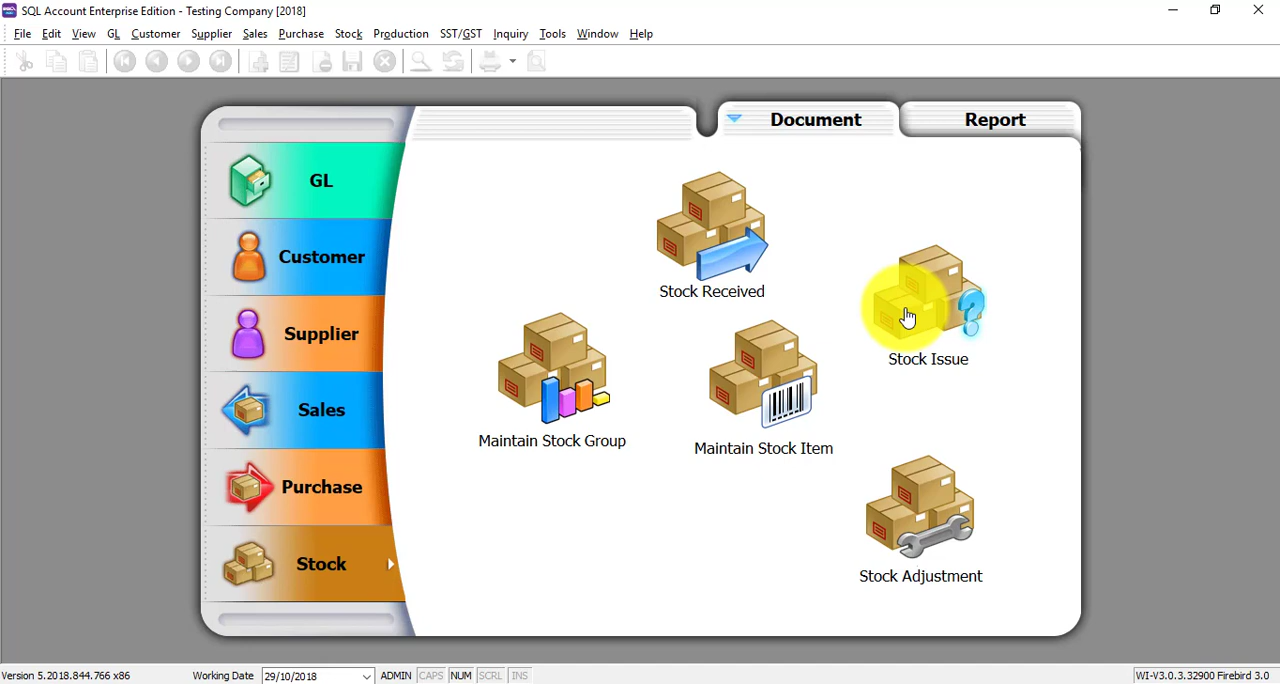 SQL Account Enterprise Edition - Testing Company [2018]
File Edit View GL Customer Supplier Sales Purchase Stock Production SST/GST Inquiry Tools Window Help
Document
Report
GL
Customer
Supplier
Sales
Purchase
Stock
Stock Received
Stock Issue
Maintain Stock Group
Maintain Stock Item
Stock Adjustment
Version 5.2018.844.766 x86 Working Date 29/10/2018 ADMIN CAPS NUM SCRL INS WI-V3.0.3.32900 Firebird 3.0